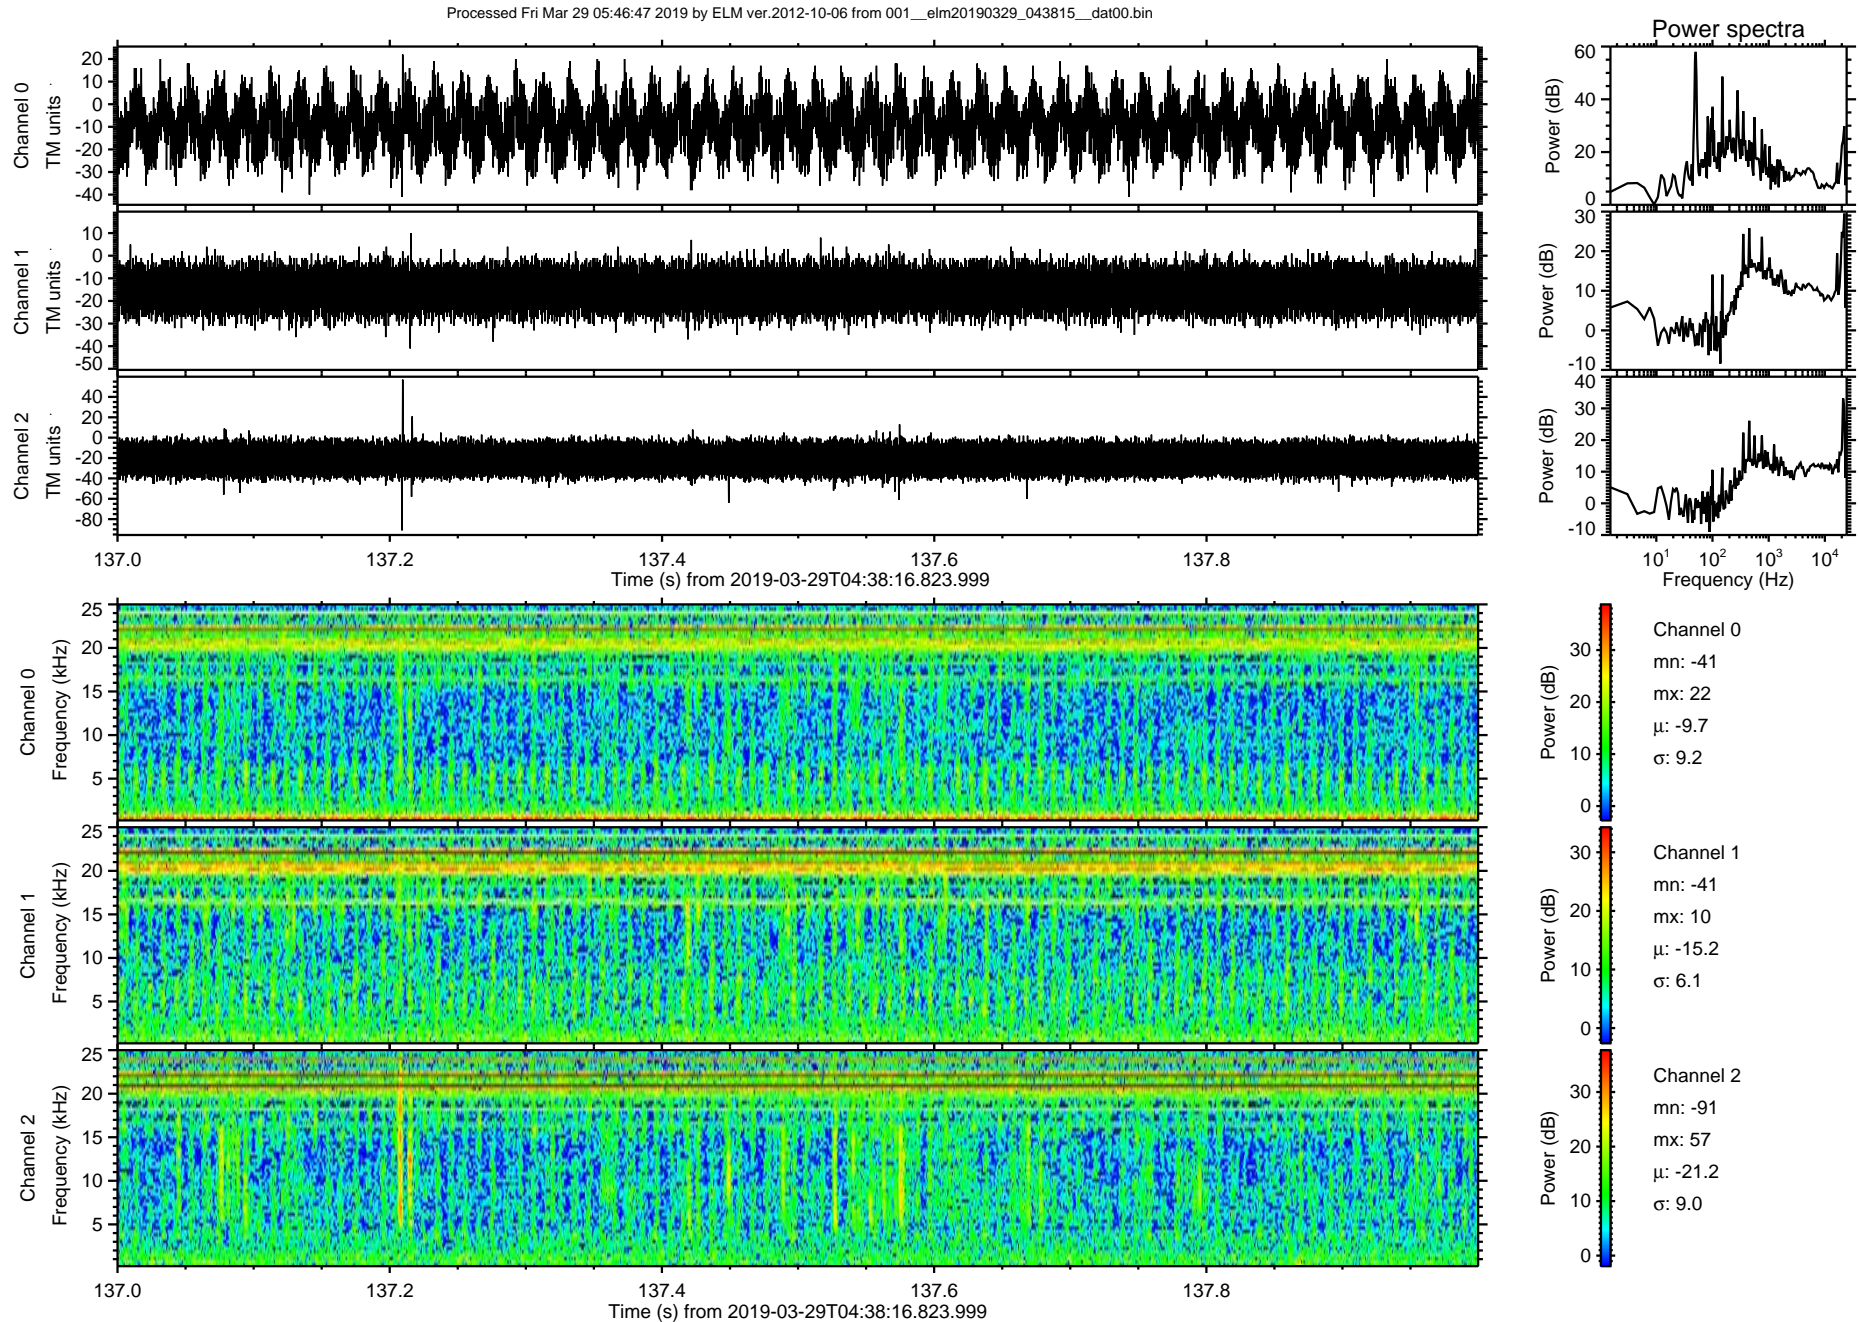 Processed Fri Mar 29 05:46:47 2019 by ELM ver.2012-10-06 from 001__elm20190329_043815__dat00.bin
Power spectra
Channel 0
TM units
20
10
0
-10
-20
-30
-40
Power (dB)
60
40
20
0
Channel 1
TM units
10
0
-10
-20
-30
-40
-50
Power (dB)
30
20
10
0
-10
Channel 2
TM units
40
20
0
-20
-40
-60
-80
Power (dB)
40
30
20
10
0
-10
137.0 137.2 137.4 137.6 137.8
Time (s) from 2019-03-29T04:38:16.823.999
10¹ 10² 10³ 10⁴
Frequency (Hz)
Channel 0
Frequency (kHz)
25
20
15
10
5
Power (dB)
30
20
10
0
Channel 0
mn: -41
mx: 22
μ: -9.7
σ: 9.2
Channel 1
Frequency (kHz)
25
20
15
10
5
Power (dB)
30
20
10
0
Channel 1
mn: -41
mx: 10
μ: -15.2
σ: 6.1
Channel 2
Frequency (kHz)
25
20
15
10
5
Power (dB)
30
20
10
0
Channel 2
mn: -91
mx: 57
μ: -21.2
σ: 9.0
137.0 137.2 137.4 137.6 137.8
Time (s) from 2019-03-29T04:38:16.823.999